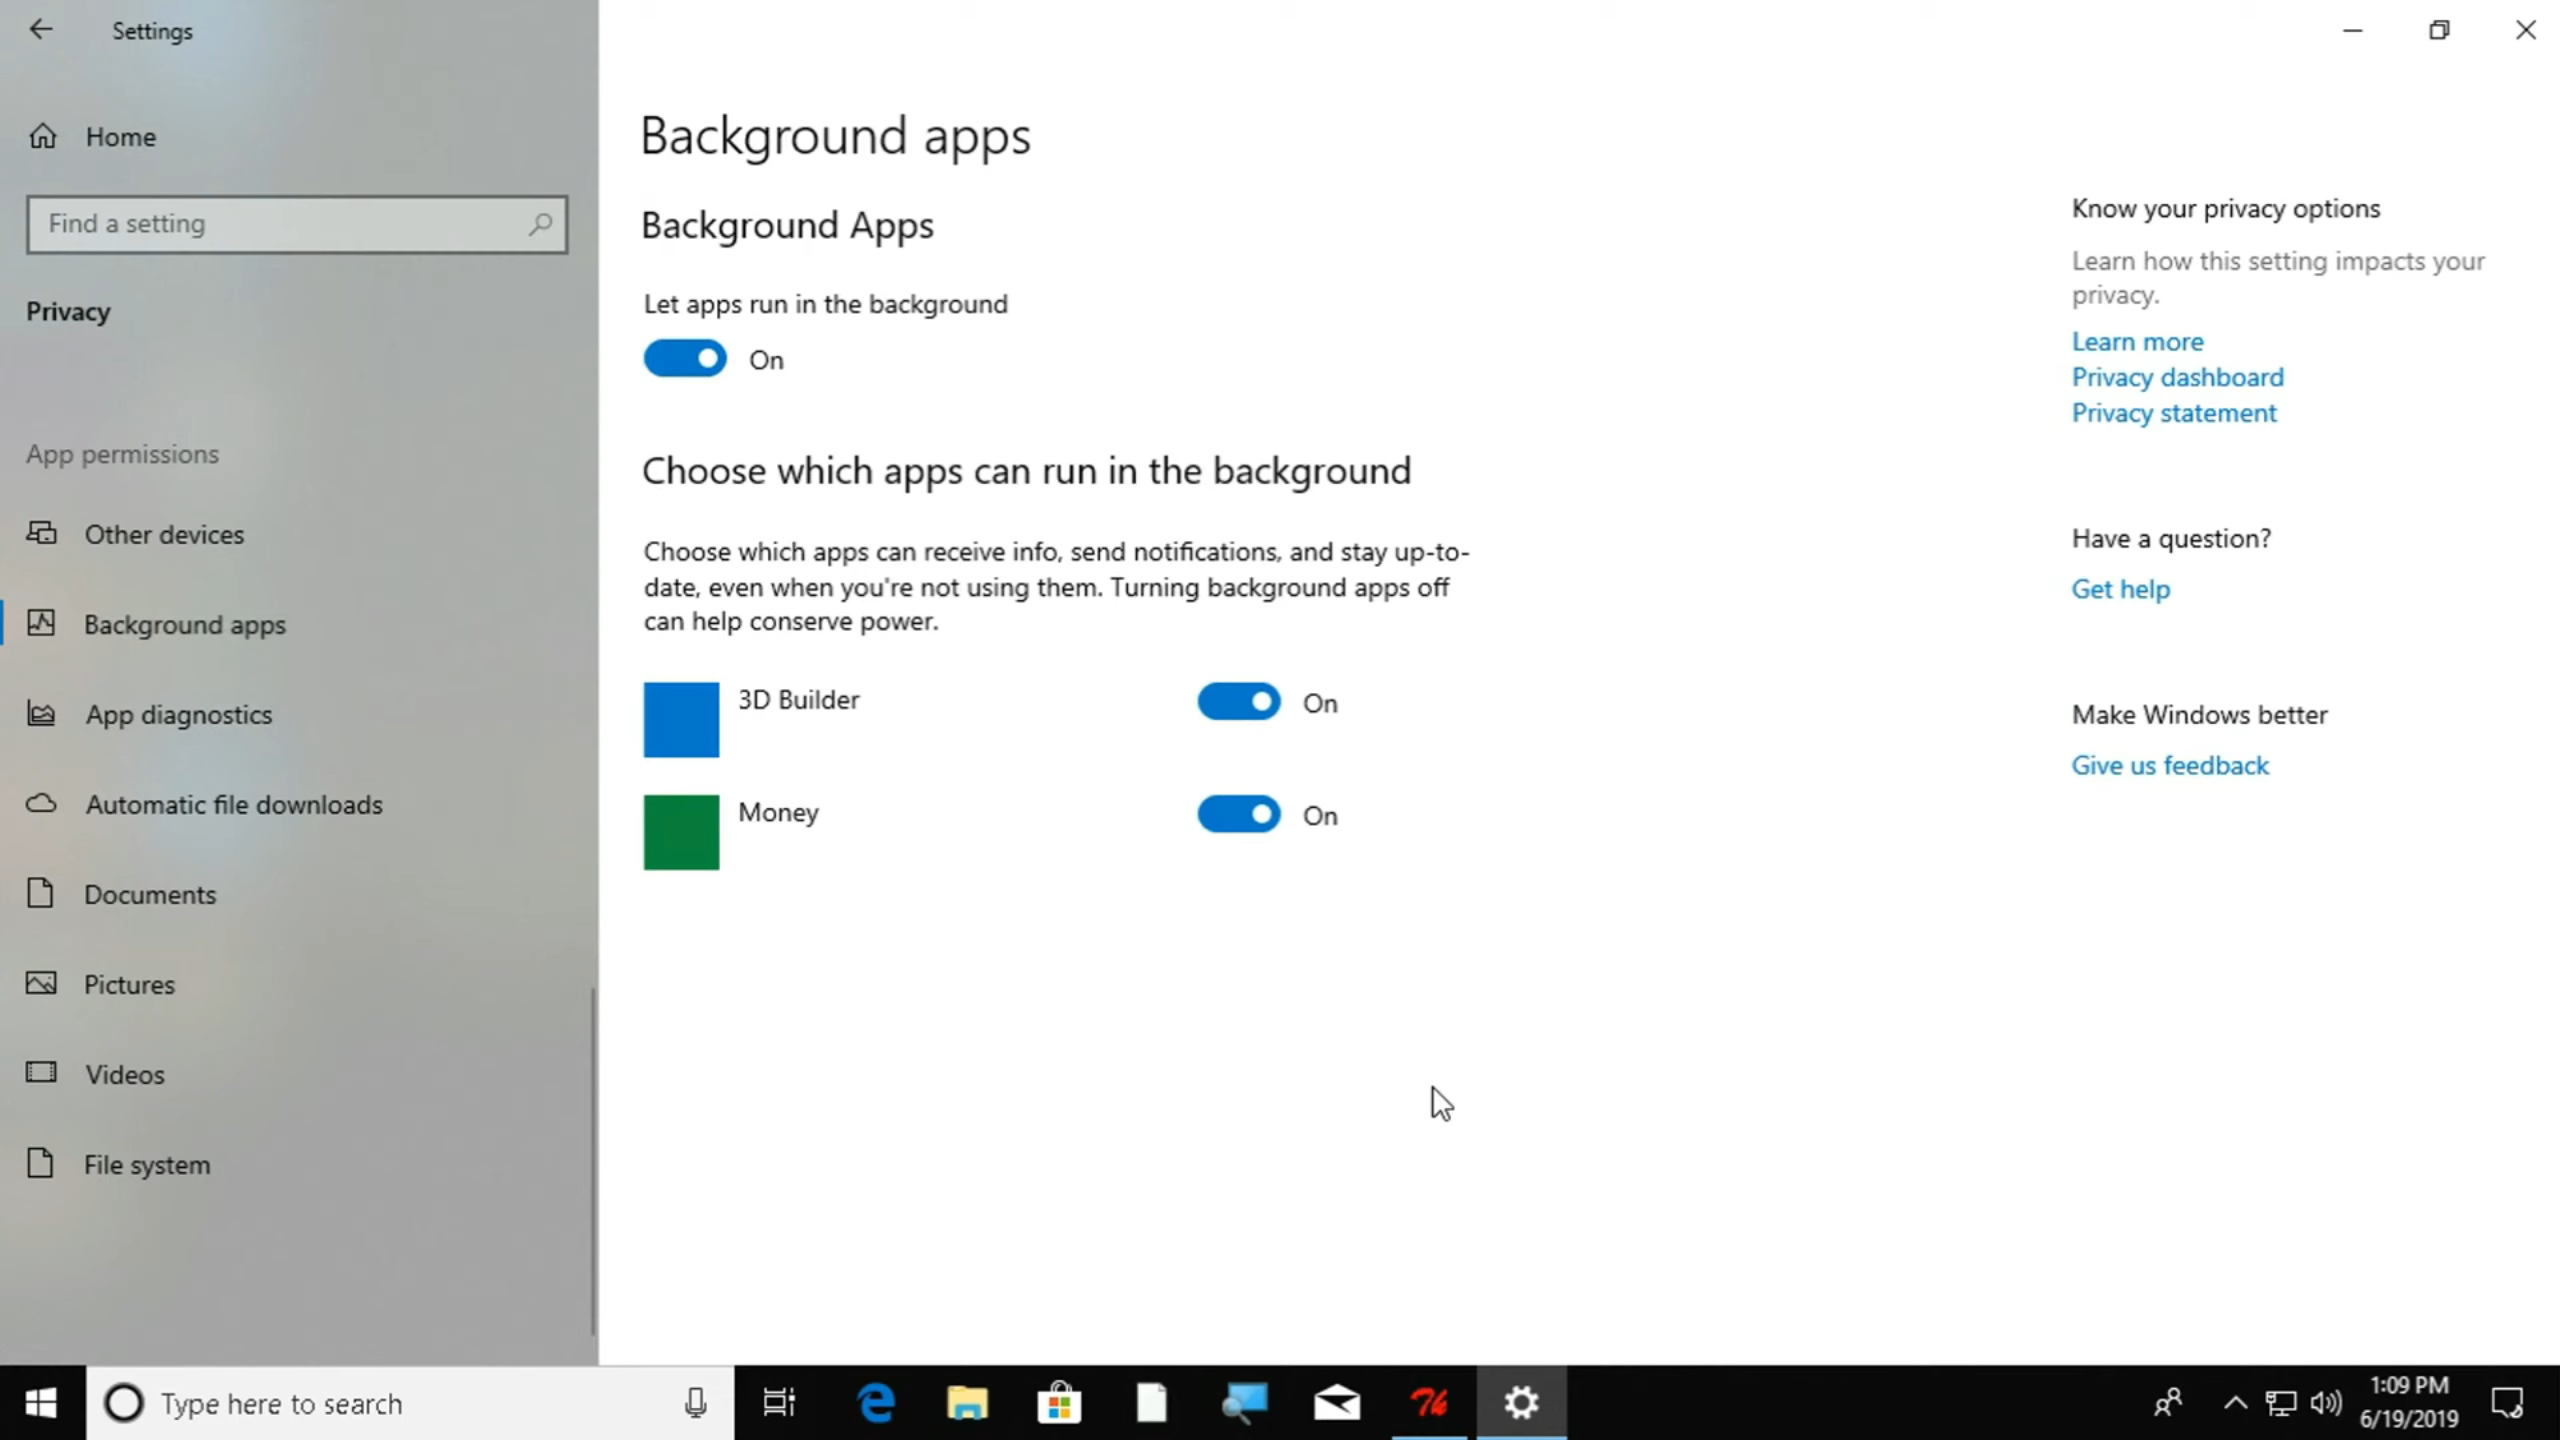 Settings
Home
Find a setting
Privacy
App permissions
Other devices
Background apps
App diagnostics
Automatic file downloads
Documents
Pictures
Videos
File system
Background apps
Background Apps
Let apps run in the background
On
Choose which apps can run in the background
Choose which apps can receive info, send notifications, and stay up-to-
date, even when you're not using them. Turning background apps off
can help conserve power.
3D Builder On
Money On
Know your privacy options
Learn how this setting impacts your
privacy.
Learn more
Privacy dashboard
Privacy statement
Have a question?
Get help
Make Windows better
Give us feedback
Type here to search
1:09 PM
6/19/2019